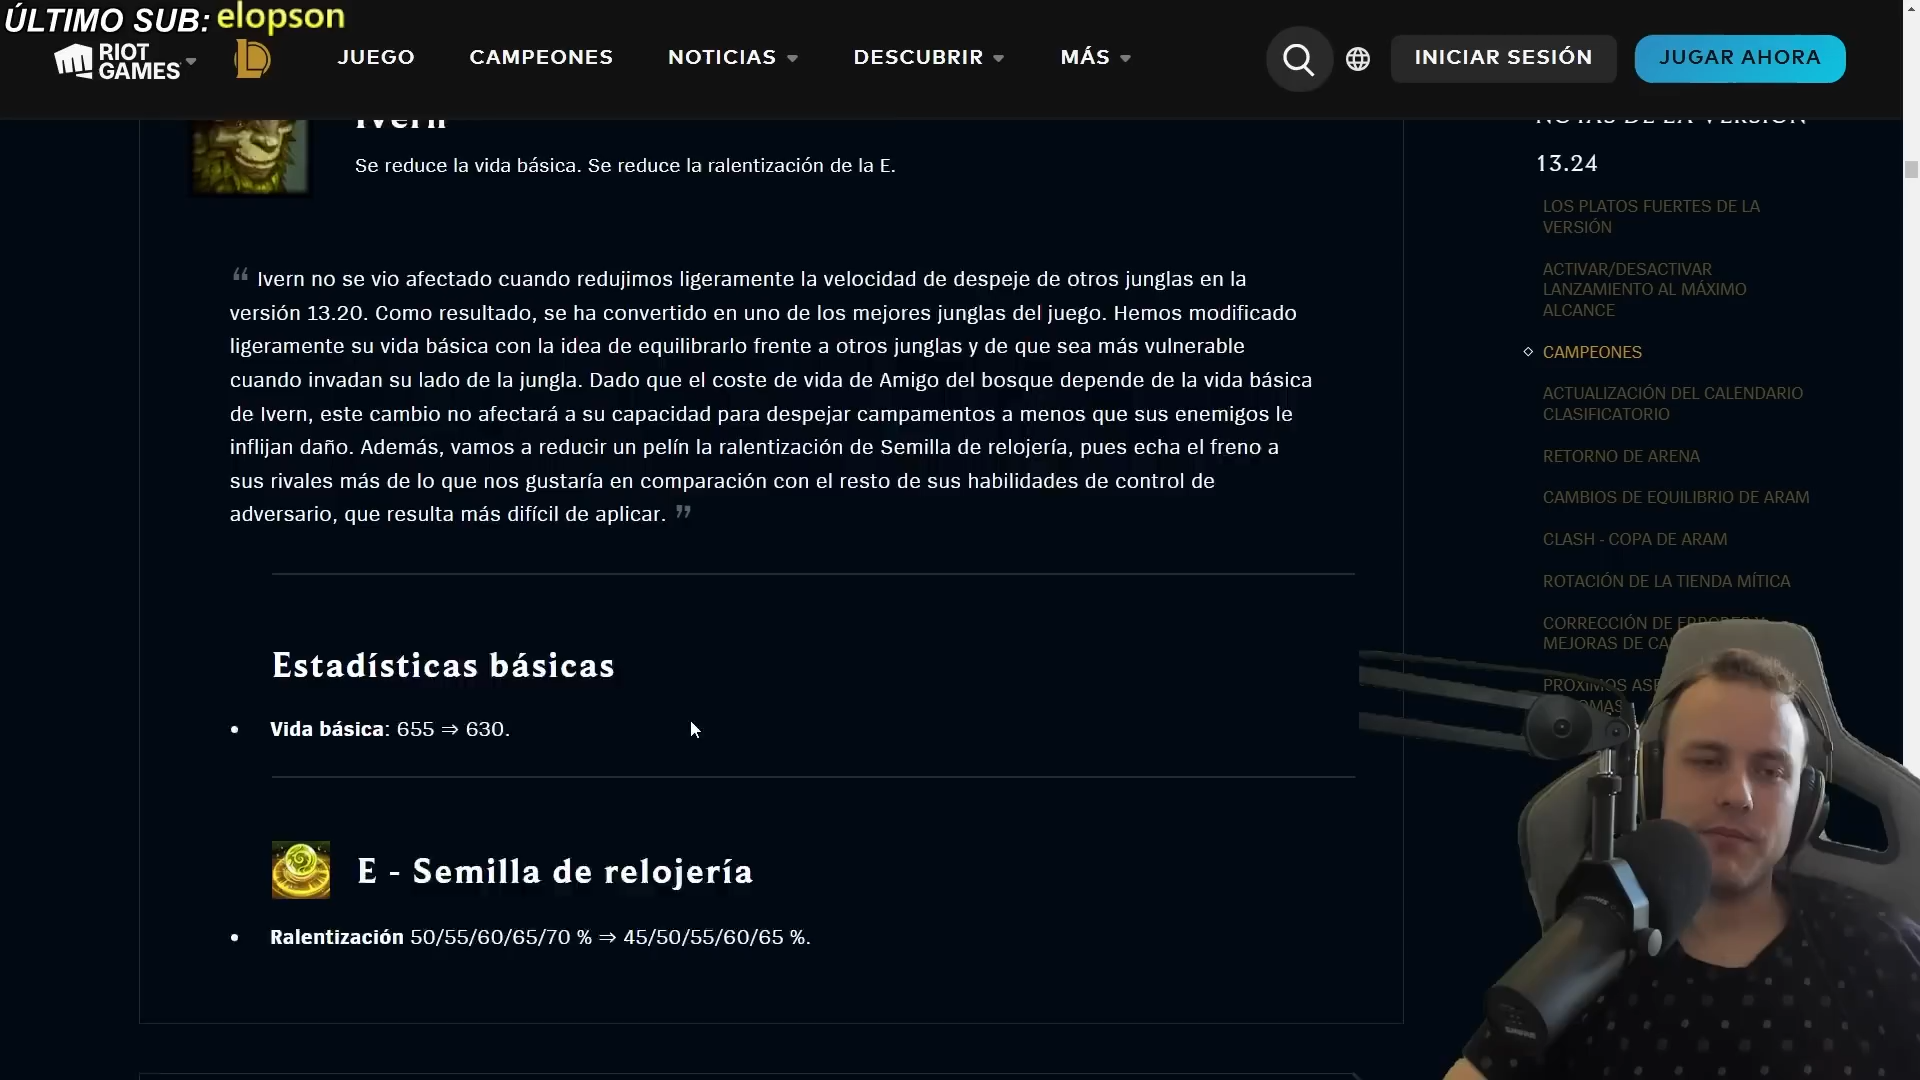 ÚLTIMO SUB: elopson
RIOT GAMES
JUEGO
CAMPEONES
NOTICIAS
DESCUBRIR
MÁS
INICIAR SESIÓN
JUGAR AHORA
Ivern
Se reduce la vida básica. Se reduce la ralentización de la E.
“ Ivern no se vio afectado cuando redujimos ligeramente la velocidad de despeje de otros junglas en la
versión 13.20. Como resultado, se ha convertido en uno de los mejores junglas del juego. Hemos modificado
ligeramente su vida básica con la idea de equilibrarlo frente a otros junglas y de que sea más vulnerable
cuando invadan su lado de la jungla. Dado que el coste de vida de Amigo del bosque depende de la vida básica
de Ivern, este cambio no afectará a su capacidad para despejar campamentos a menos que sus enemigos le
inflijan daño. Además, vamos a reducir un pelín la ralentización de Semilla de relojería, pues echa el freno a
sus rivales más de lo que nos gustaría en comparación con el resto de sus habilidades de control de
adversario, que resulta más difícil de aplicar. ”
Estadísticas básicas
• Vida básica: 655 ⇒ 630.
E - Semilla de relojería
• Ralentización 50/55/60/65/70 % ⇒ 45/50/55/60/65 %.
NOTAS DE LA VERSIÓN
13.24
LOS PLATOS FUERTES DE LA
VERSIÓN
ACTIVAR/DESACTIVAR
LANZAMIENTO AL MÁXIMO
ALCANCE
CAMPEONES
ACTUALIZACIÓN DEL CALENDARIO
CLASIFICATORIO
RETORNO DE ARENA
CAMBIOS DE EQUILIBRIO DE ARAM
CLASH - COPA DE ARAM
ROTACIÓN DE LA TIENDA MÍTICA
CORRECCIÓN DE
MEJORAS DE
PRÓXIMOS